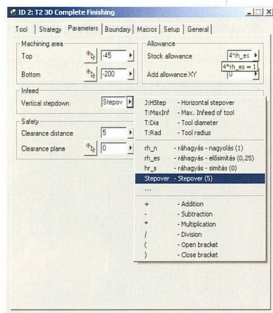 ID 2: T2 3D Complete Finishing
Tool Strategy Parameters Boundary Macros Setup General
Machining area
Top -45
Bottom -200
Allowance
Stock allowance 4*rh_es
4*rh_es = 1
Add allowance XY 0
Infeed
Vertical stepdown Stepov
Safety
Clearance distance 5
Clearance plane 0
T:HStep - Horizontal stepover
T:MaxInf - Max. Infeed of tool
T:Dia - Tool diameter
T:Rad - Tool radius
rh_n - ráhagyás - nagyolás (1)
rh_es - ráhagyás - elősimítás (0,25)
hr_s - ráhagyás - simítás (0)
Stepover - Stepover (5)
...
+ - Addition
- - Subtraction
* - Multiplication
/ - Division
( - Open bracket
) - Close bracket